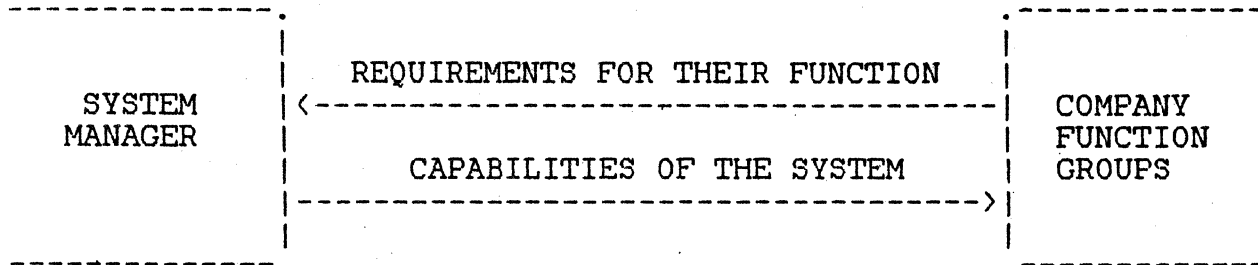 REQUIREMENTS FOR THEIR FUNCTION
SYSTEM
MANAGER
COMPANY
FUNCTION
GROUPS
CAPABILITIES OF THE SYSTEM